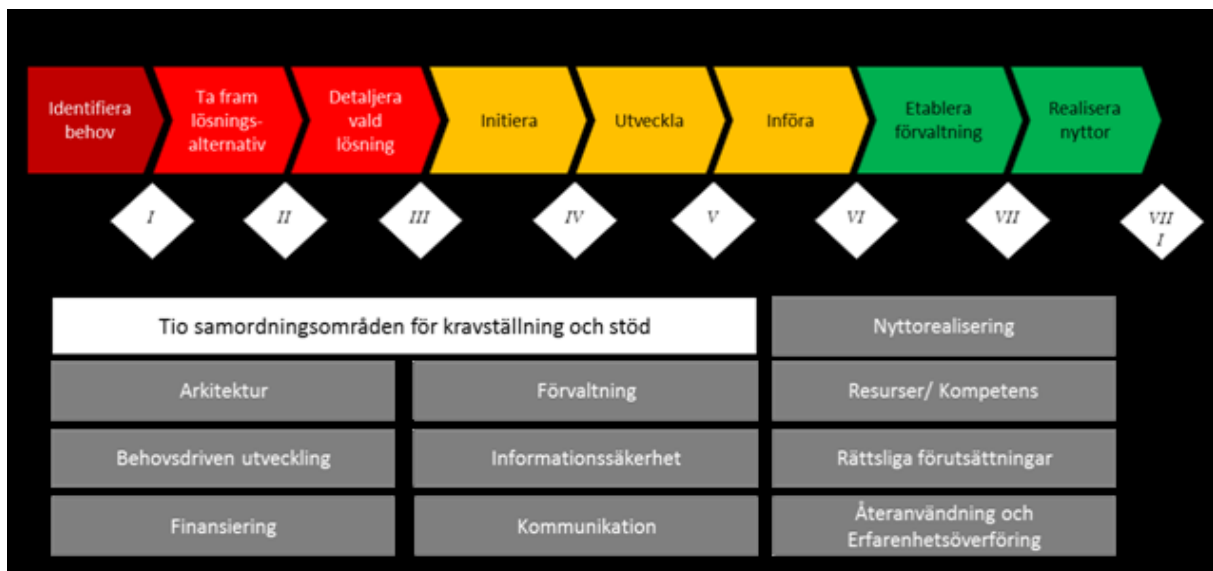 Identifiera
behov
Ta fram
lösnings-
alternativ
Detaljera
vald
lösning
Initiera
Utveckla
Införa
Etablera
förvaltning
Realisera
nyttor
I
II
III
IV
V
VI
VII
VII
I
Tio samordningsområden för kravställning och stöd
Nyttorealisering
Arkitektur
Förvaltning
Resurser/ Kompetens
Behovsdriven utveckling
Informationssäkerhet
Rättsliga förutsättningar
Finansiering
Kommunikation
Återanvändning och
Erfarenhetsöverföring